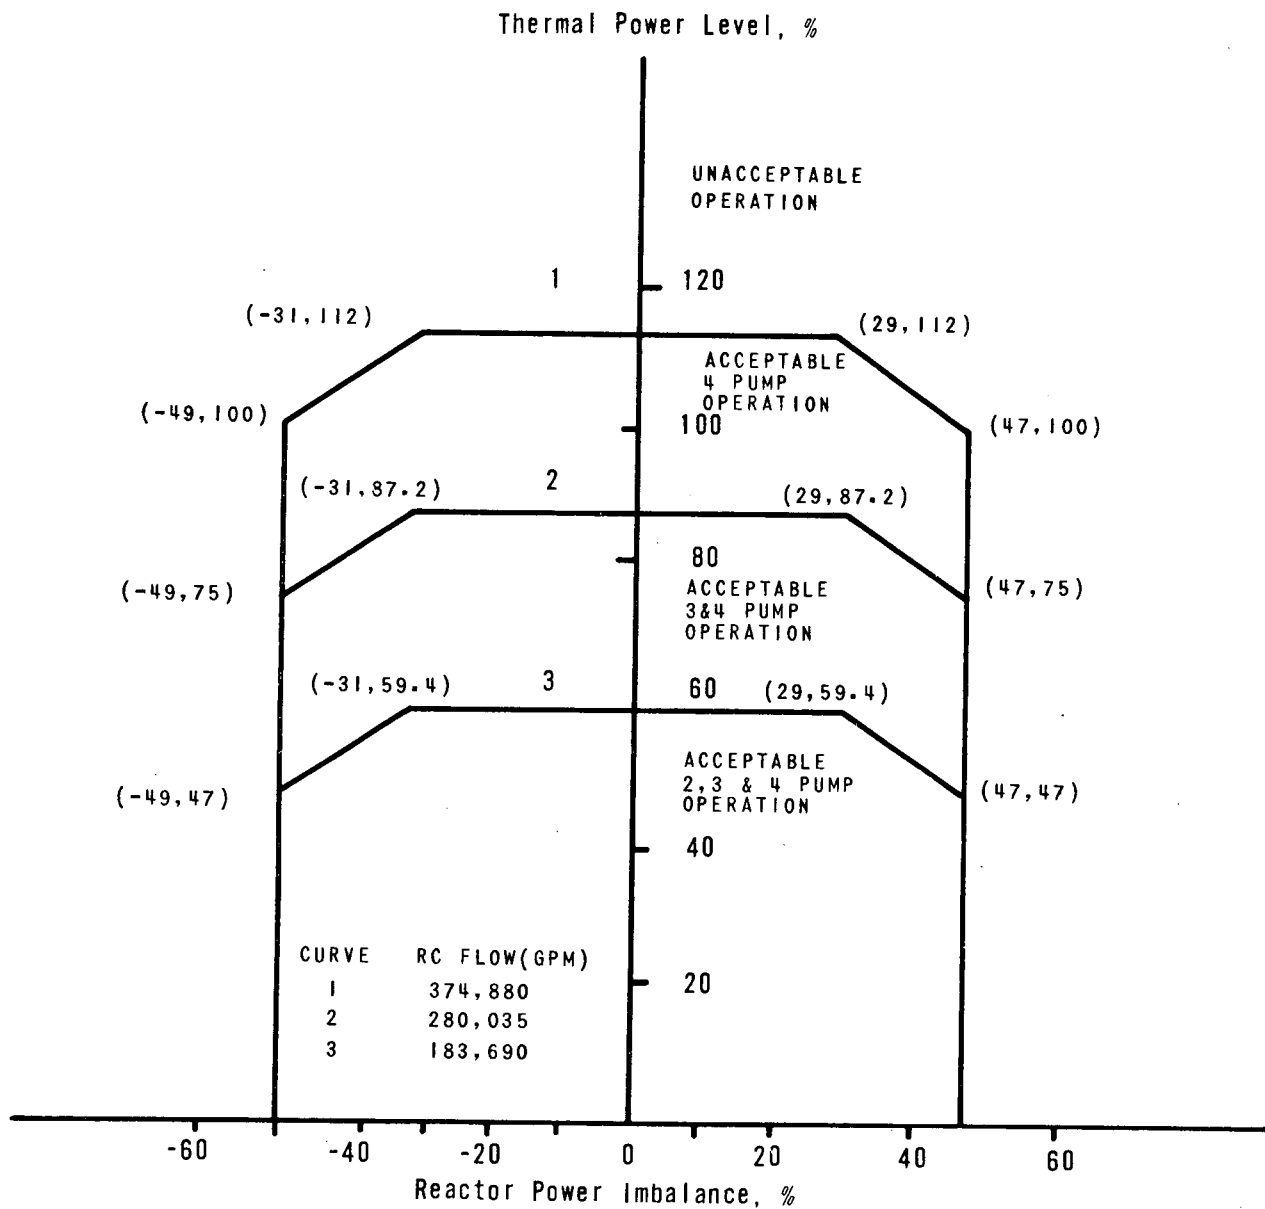 Thermal Power Level, %
UNACCEPTABLE
OPERATION
1
120
(-31,112)
(29,112)
ACCEPTABLE
4 PUMP
OPERATION
(-49,100)
100
(47,100)
(-31,87.2)
2
(29,87.2)
80
(-49,75)
(47,75)
ACCEPTABLE
3&4 PUMP
OPERATION
(-31,59.4)
3
60
(29,59.4)
ACCEPTABLE
2,3 & 4 PUMP
OPERATION
(-49,47)
(47,47)
40
CURVE RC FLOW(GPM)
1 374,880
2 280,035
3 183,690
20
-60 -40 -20 0 20 40 60
Reactor Power Imbalance, %